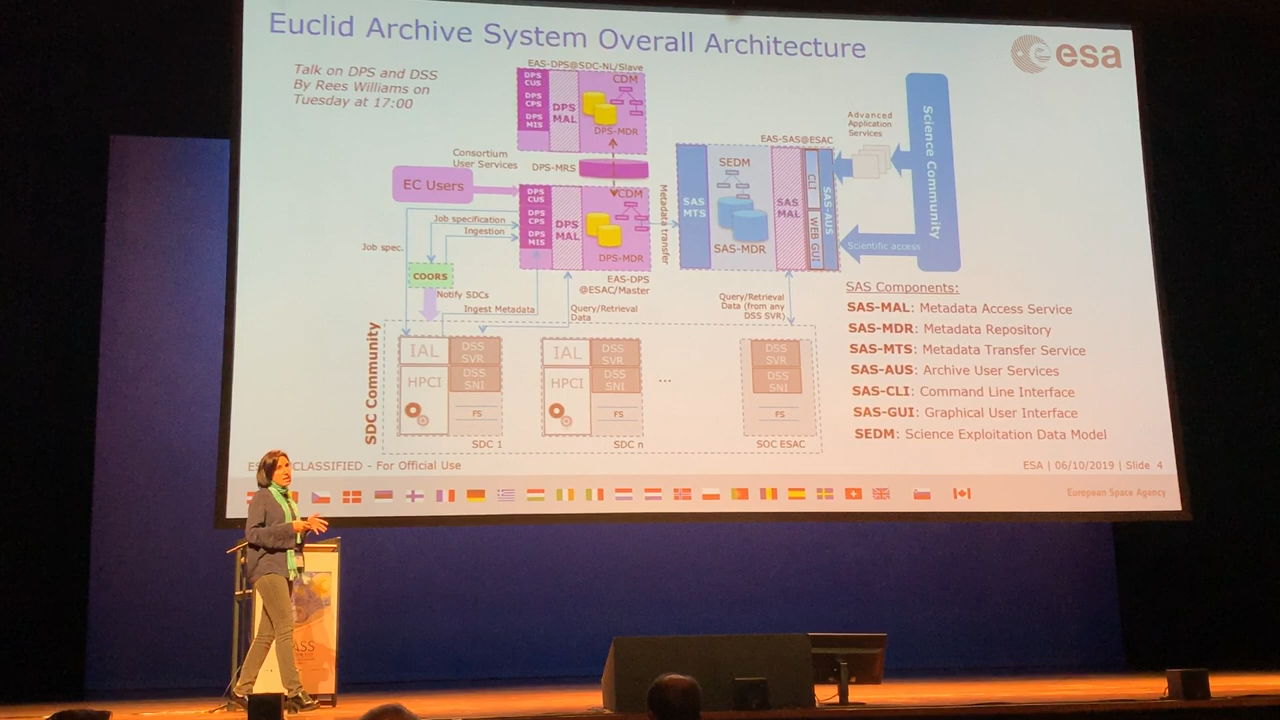 Euclid Archive System Overall Architecture
esa
Talk on DPS and DSS
By Rees Williams on
Tuesday at 17:00
EAS-DPS@SDC-NL/Slave
DPS
CUS
DPS
CPS
DPS
MIS
DPS
MAL
CDM
DPS-MDR
Consortium
User Services
DPS-MRS
EC Users
DPS
CUS
DPS
CPS
DPS
MIS
DPS
MAL
CDM
DPS-MDR
EAS-DPS
@ESAC/Master
Job specification
Ingestion
Job spec.
COORS
Notify SDCs
Ingest Metadata
Query/Retrieval
Data
Metadata transfer
EAS-SAS@ESAC
SAS
MTS
SEDM
SAS-MDR
SAS
MAL
CLI
WEB GUI
SAS-AUS
Advanced
Application
Services
Science Community
Scientific access
Query/Retrieval
Data (from any
DSS SVR)
SDC Community
IAL
DSS
SVR
HPCI
DSS
SNI
FS
SDC 1
IAL
DSS
SVR
HPCI
DSS
SNI
FS
SDC n
...
DSS
SVR
DSS
SNI
FS
SOC ESAC
SAS Components:
SAS-MAL: Metadata Access Service
SAS-MDR: Metadata Repository
SAS-MTS: Metadata Transfer Service
SAS-AUS: Archive User Services
SAS-CLI: Command Line Interface
SAS-GUI: Graphical User Interface
SEDM: Science Exploitation Data Model
CLASSIFIED - For Official Use
ESA | 06/10/2019 | Slide 4
European Space Agency